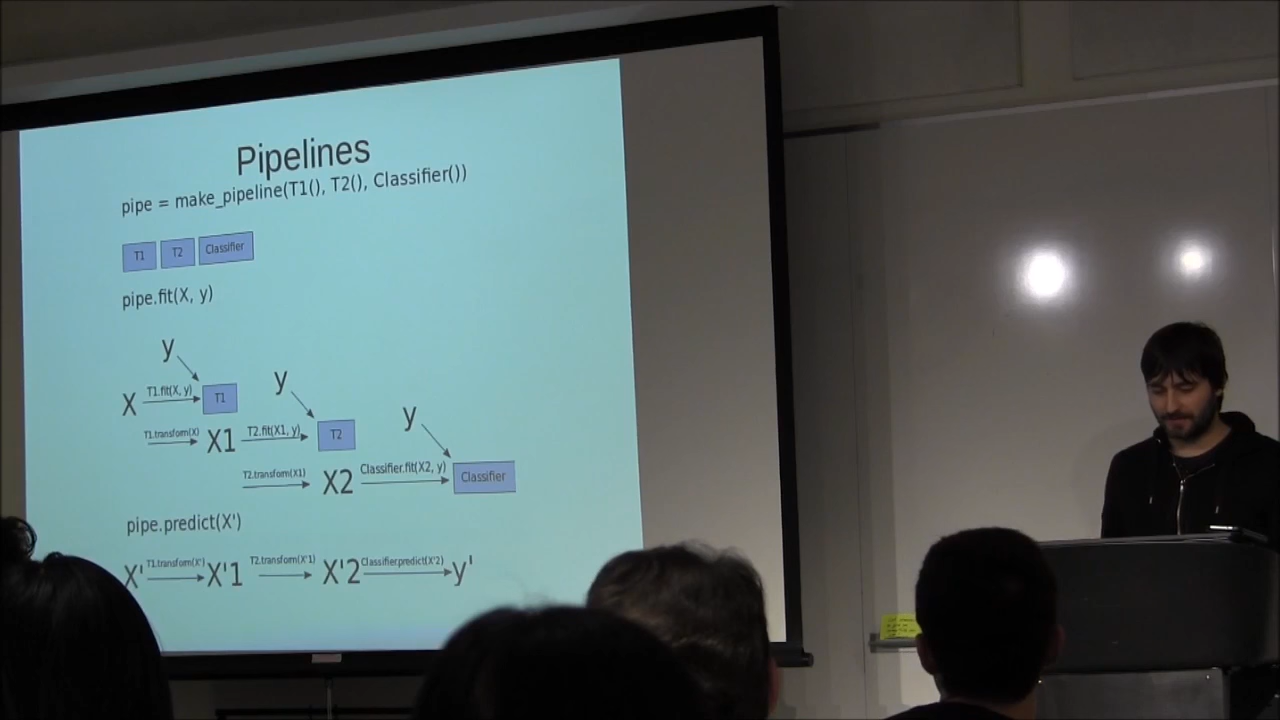 Pipelines
pipe = make_pipeline(T1(), T2(), Classifier())
T1 T2 Classifier
pipe.fit(X, y)
y
X T1.fit(X, y) T1
y
T1.transform(X) X1 T2.fit(X1, y) T2
y
T2.transform(X1) X2 Classifier.fit(X2, y) Classifier
pipe.predict(X')
X' T1.transform(X') X'1 T2.transform(X'1) X'2 Classifier.predict(X'2) y'